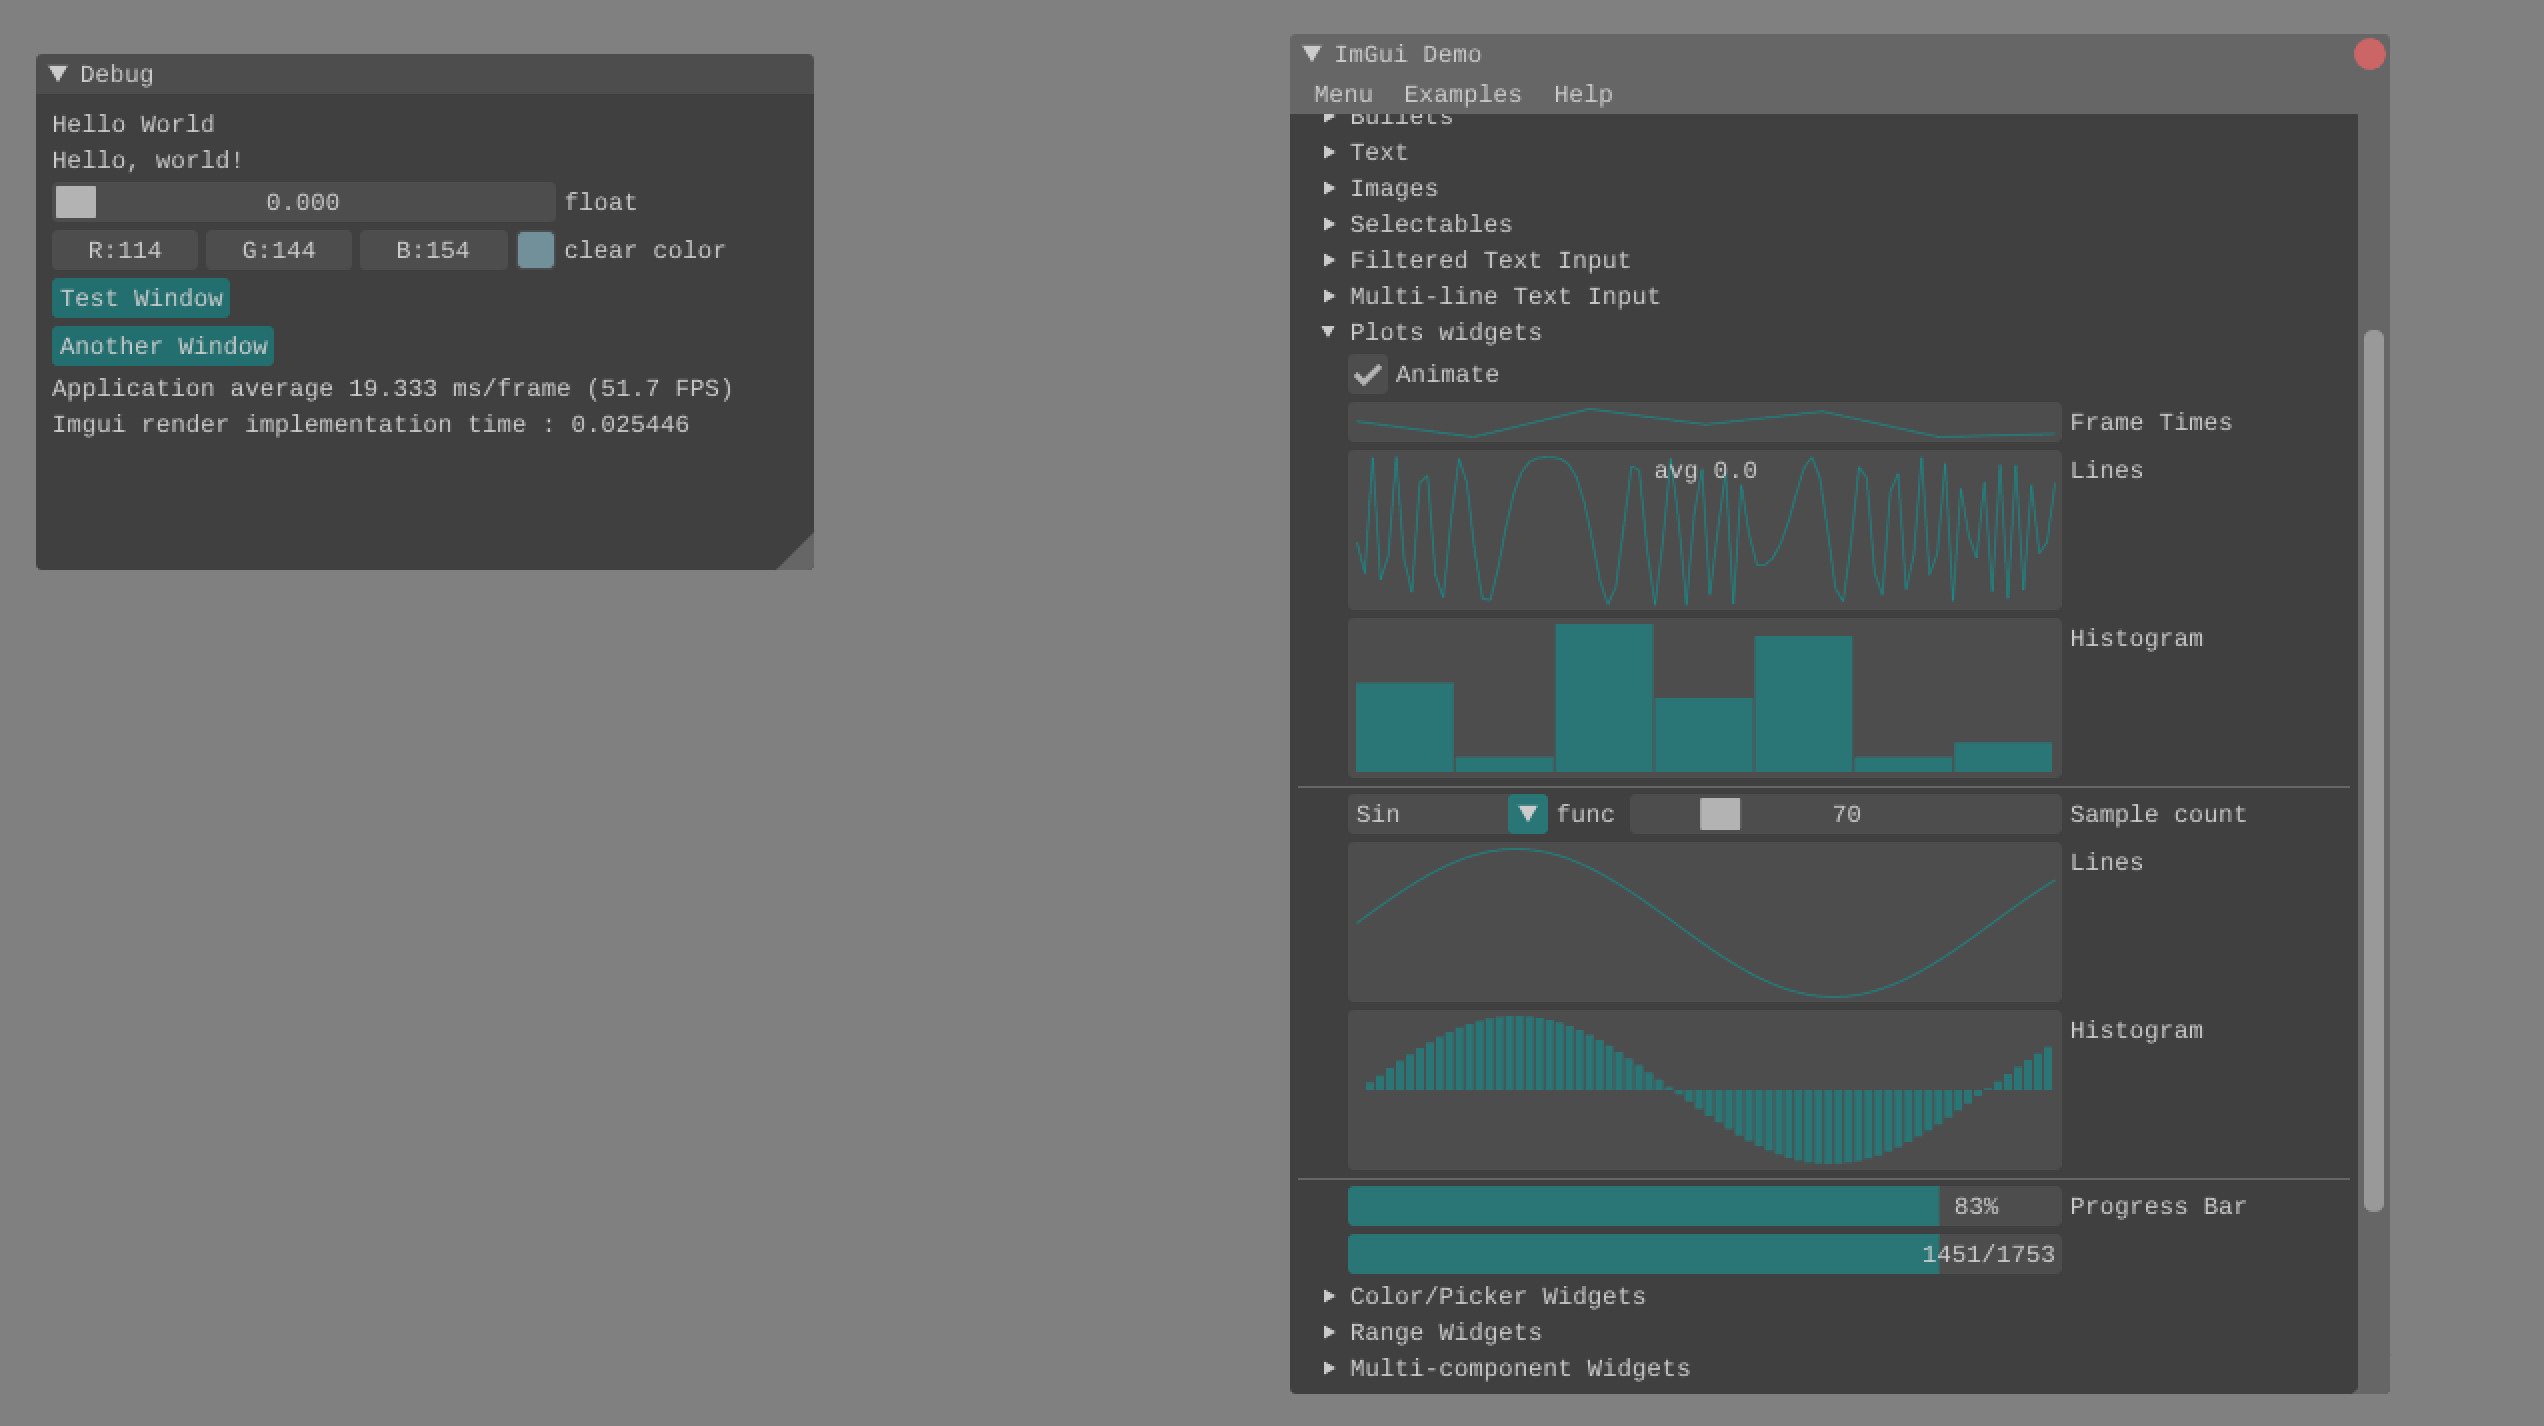 Debug
Hello World
Hello, world!
0.000 float
R:114 G:144 B:154 clear color
Test Window
Another Window
Application average 19.333 ms/frame (51.7 FPS)
Imgui render implementation time : 0.025446
ImGui Demo
Menu Examples Help
Bullets
Text
Images
Selectables
Filtered Text Input
Multi-line Text Input
Plots widgets
Animate
Frame Times
avg 0.0 Lines
Histogram
Sin func 70 Sample count
Lines
Histogram
83% Progress Bar
1451/1753
Color/Picker Widgets
Range Widgets
Multi-component Widgets